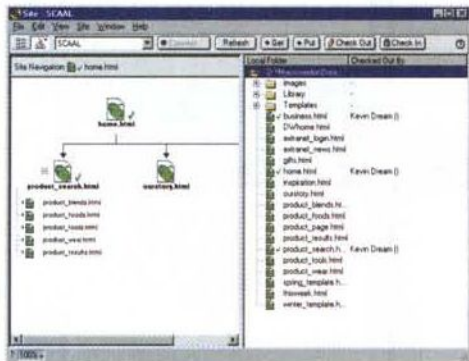 Site - SCAAL
File Edit View Site Window Help
SCAAL Connect Refresh Get Put Check Out Check In
Site Navigation home.html
home.html
product_search.html ourstory.html
product_blends.html
product_foods.html
product_wear.html
product_results.html
Local Folder Checked Out By
Images -
Library -
Templates -
business.html Kevin Dream ()
DWhome.html
extranet_login.html
extranet_news.html
gifts.html
home.html Kevin Dream ()
inspiration.html
ourstory.html
product_blends.ht...
product_foods.html
product_page.html
product_results.html
product_search.h... Kevin Dream ()
product_tools.html
product_wear.html
spring_template.h...
thisweek.html
winter_template.h...
100%